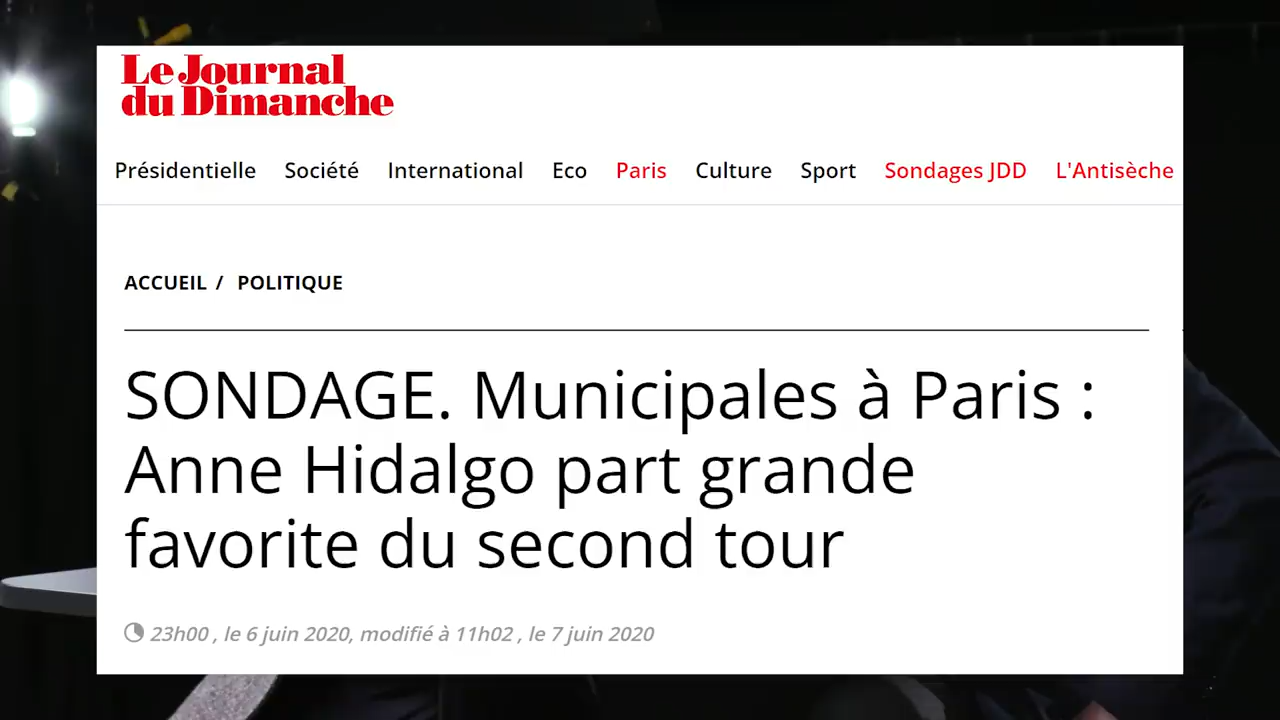 Le Journal
du Dimanche
Présidentielle Société International Eco Paris Culture Sport Sondages JDD L'Antisèche
ACCUEIL / POLITIQUE
SONDAGE. Municipales à Paris :
Anne Hidalgo part grande
favorite du second tour
23h00 , le 6 juin 2020, modifié à 11h02 , le 7 juin 2020